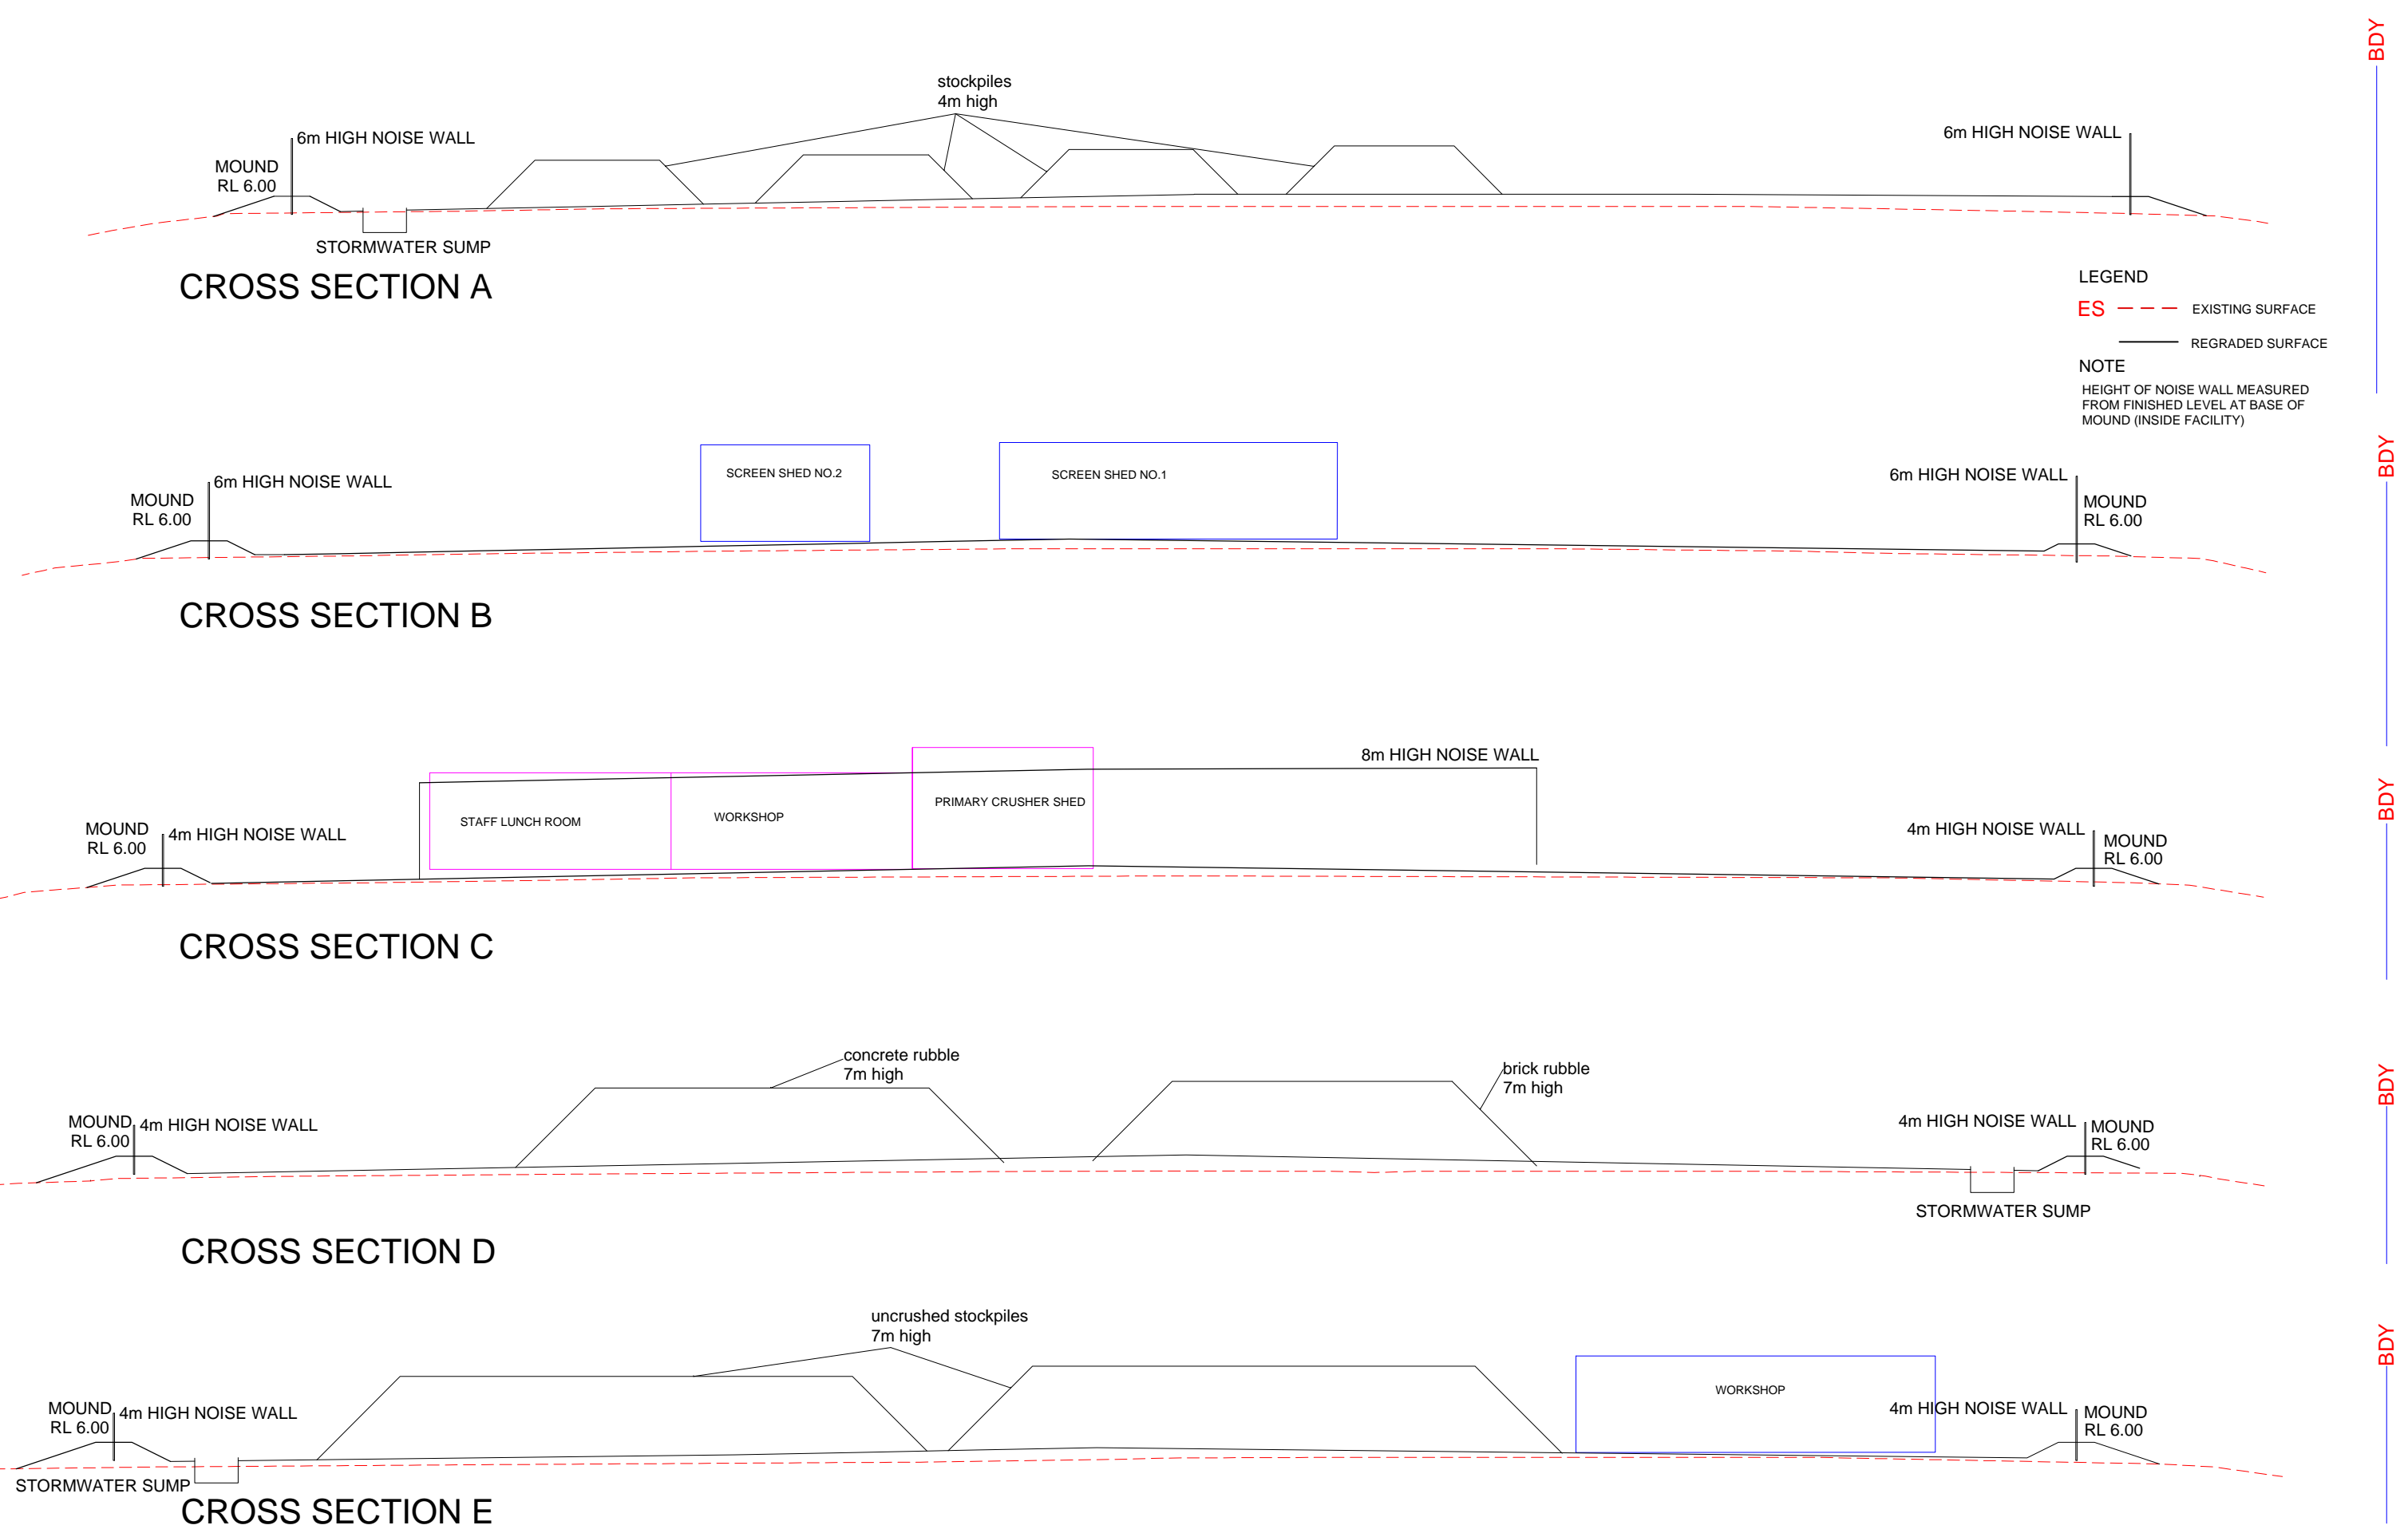 BDY
stockpiles
4m high
6m HIGH NOISE WALL
6m HIGH NOISE WALL
MOUND
RL 6.00
STORMWATER SUMP
CROSS SECTION A
LEGEND
ES EXISTING SURFACE
REGRADED SURFACE
NOTE
HEIGHT OF NOISE WALL MEASURED
FROM FINISHED LEVEL AT BASE OF
MOUND (INSIDE FACILITY)
BDY
SCREEN SHED NO.2
SCREEN SHED NO.1
6m HIGH NOISE WALL
6m HIGH NOISE WALL
MOUND
RL 6.00
MOUND
RL 6.00
CROSS SECTION B
BDY
8m HIGH NOISE WALL
PRIMARY CRUSHER SHED
STAFF LUNCH ROOM
WORKSHOP
MOUND
RL 6.00
4m HIGH NOISE WALL
4m HIGH NOISE WALL
MOUND
RL 6.00
CROSS SECTION C
BDY
concrete rubble
7m high
brick rubble
7m high
MOUND
RL 6.00
4m HIGH NOISE WALL
4m HIGH NOISE WALL
MOUND
RL 6.00
STORMWATER SUMP
CROSS SECTION D
BDY
uncrushed stockpiles
7m high
WORKSHOP
MOUND
RL 6.00
4m HIGH NOISE WALL
4m HIGH NOISE WALL
MOUND
RL 6.00
STORMWATER SUMP
CROSS SECTION E